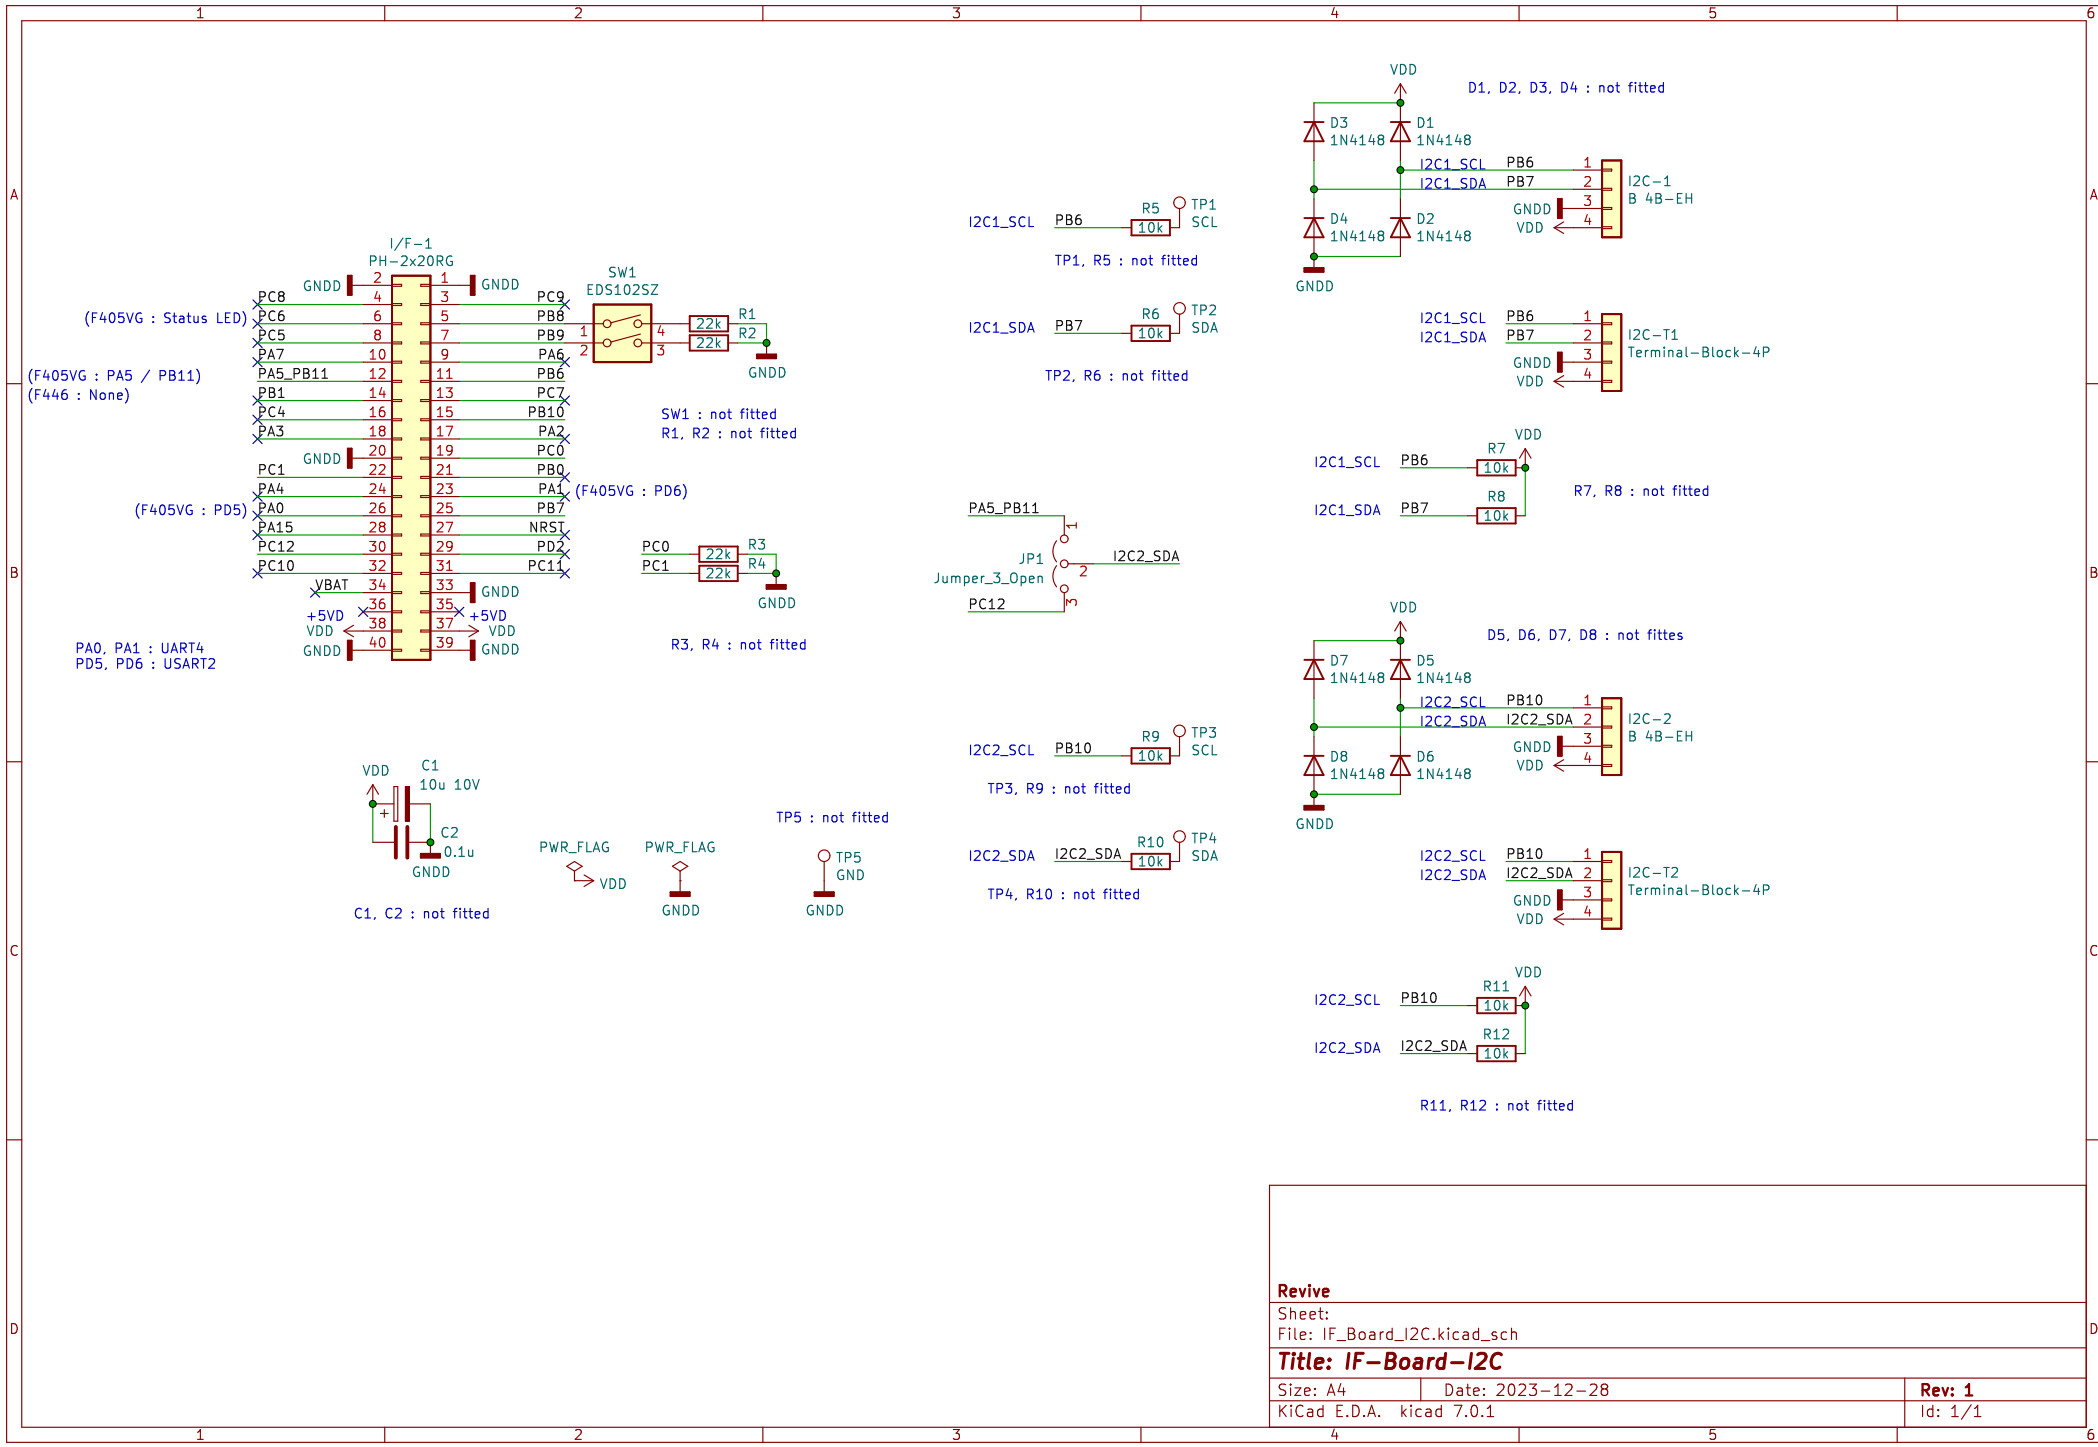 1 2 3 4 5 6
A
B
C
D
A
B
C
D
1 2 3 4 5 6
I/F-1
PH-2x20RG
GNDD 2 1 GNDD
PC8 4 3 PC9
(F405VG : Status LED) PC6 6 5 PB8
PC5 8 7 PB9
PA7 10 9 PA6
(F405VG : PA5 / PB11) PA5_PB11 12 11 PB6
(F446 : None) PB1 14 13 PC7
PC4 16 15 PB10
PA3 18 17 PA2
GNDD 20 19 PC0
PC1 22 21 PB0
PA4 24 23 PA1 (F405VG : PD6)
(F405VG : PD5) PA0 26 25 PB7
PA15 28 27 NRST
PC12 30 29 PD2
PC10 32 31 PC11
VBAT 34 33 GNDD
+5VD 36 35 +5VD
VDD 38 37 VDD
GNDD 40 39 GNDD
PA0, PA1 : UART4
PD5, PD6 : USART2
SW1
EDS102SZ
1 4 22k R1
2 3 22k R2
GNDD
SW1 : not fitted
R1, R2 : not fitted
PC0 22k R3
PC1 22k R4
GNDD
R3, R4 : not fitted
VDD
C1
10u 10V
+
C2
0.1u
GNDD
C1, C2 : not fitted
PWR_FLAG
VDD
PWR_FLAG
GNDD
TP5 : not fitted
TP5
GND
GNDD
I2C1_SCL PB6 R5 10k TP1
SCL
TP1, R5 : not fitted
I2C1_SDA PB7 R6 10k TP2
SDA
TP2, R6 : not fitted
PA5_PB11 1
JP1
Jumper_3_Open
2 I2C2_SDA
PC12 3
I2C2_SCL PB10 R9 10k TP3
SCL
TP3, R9 : not fitted
I2C2_SDA I2C2_SDA R10 10k TP4
SDA
TP4, R10 : not fitted
VDD
D1, D2, D3, D4 : not fitted
D3
1N4148
D1
1N4148
I2C1_SCL PB6 1
I2C1_SDA PB7 2
GNDD 3
VDD 4
I2C-1
B 4B-EH
D4
1N4148
D2
1N4148
GNDD
I2C1_SCL PB6 1
I2C1_SDA PB7 2
GNDD 3
VDD 4
I2C-T1
Terminal-Block-4P
VDD
I2C1_SCL PB6 R7 10k
I2C1_SDA PB7 R8 10k
R7, R8 : not fitted
VDD
D5, D6, D7, D8 : not fittes
D7
1N4148
D5
1N4148
I2C2_SCL PB10 1
I2C2_SDA I2C2_SDA 2
GNDD 3
VDD 4
I2C-2
B 4B-EH
D8
1N4148
D6
1N4148
GNDD
I2C2_SCL PB10 1
I2C2_SDA I2C2_SDA 2
GNDD 3
VDD 4
I2C-T2
Terminal-Block-4P
VDD
I2C2_SCL PB10 R11 10k
I2C2_SDA I2C2_SDA R12 10k
R11, R12 : not fitted
Revive
Sheet:
File: IF_Board_I2C.kicad_sch
Title: IF-Board-I2C
Size: A4 Date: 2023-12-28 Rev: 1
KiCad E.D.A. kicad 7.0.1 Id: 1/1